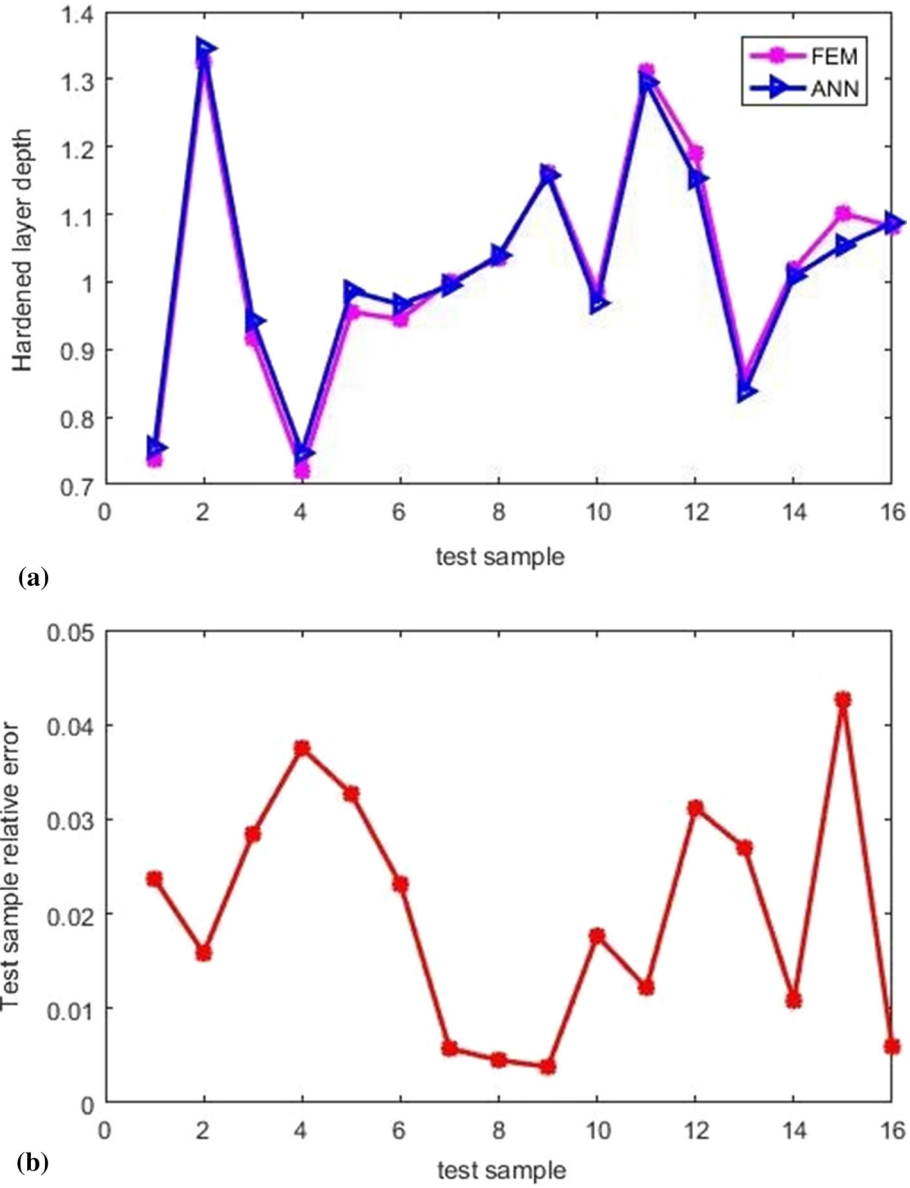 1.4
1.3
1.2
1.1
1
0.9
0.8
0.7
Hardened layer depth
FEM
ANN
0 2 4 6 8 10 12 14 16
test sample
(a)
0.05
0.04
0.03
0.02
0.01
0
Test sample relative error
0 2 4 6 8 10 12 14 16
test sample
(b)